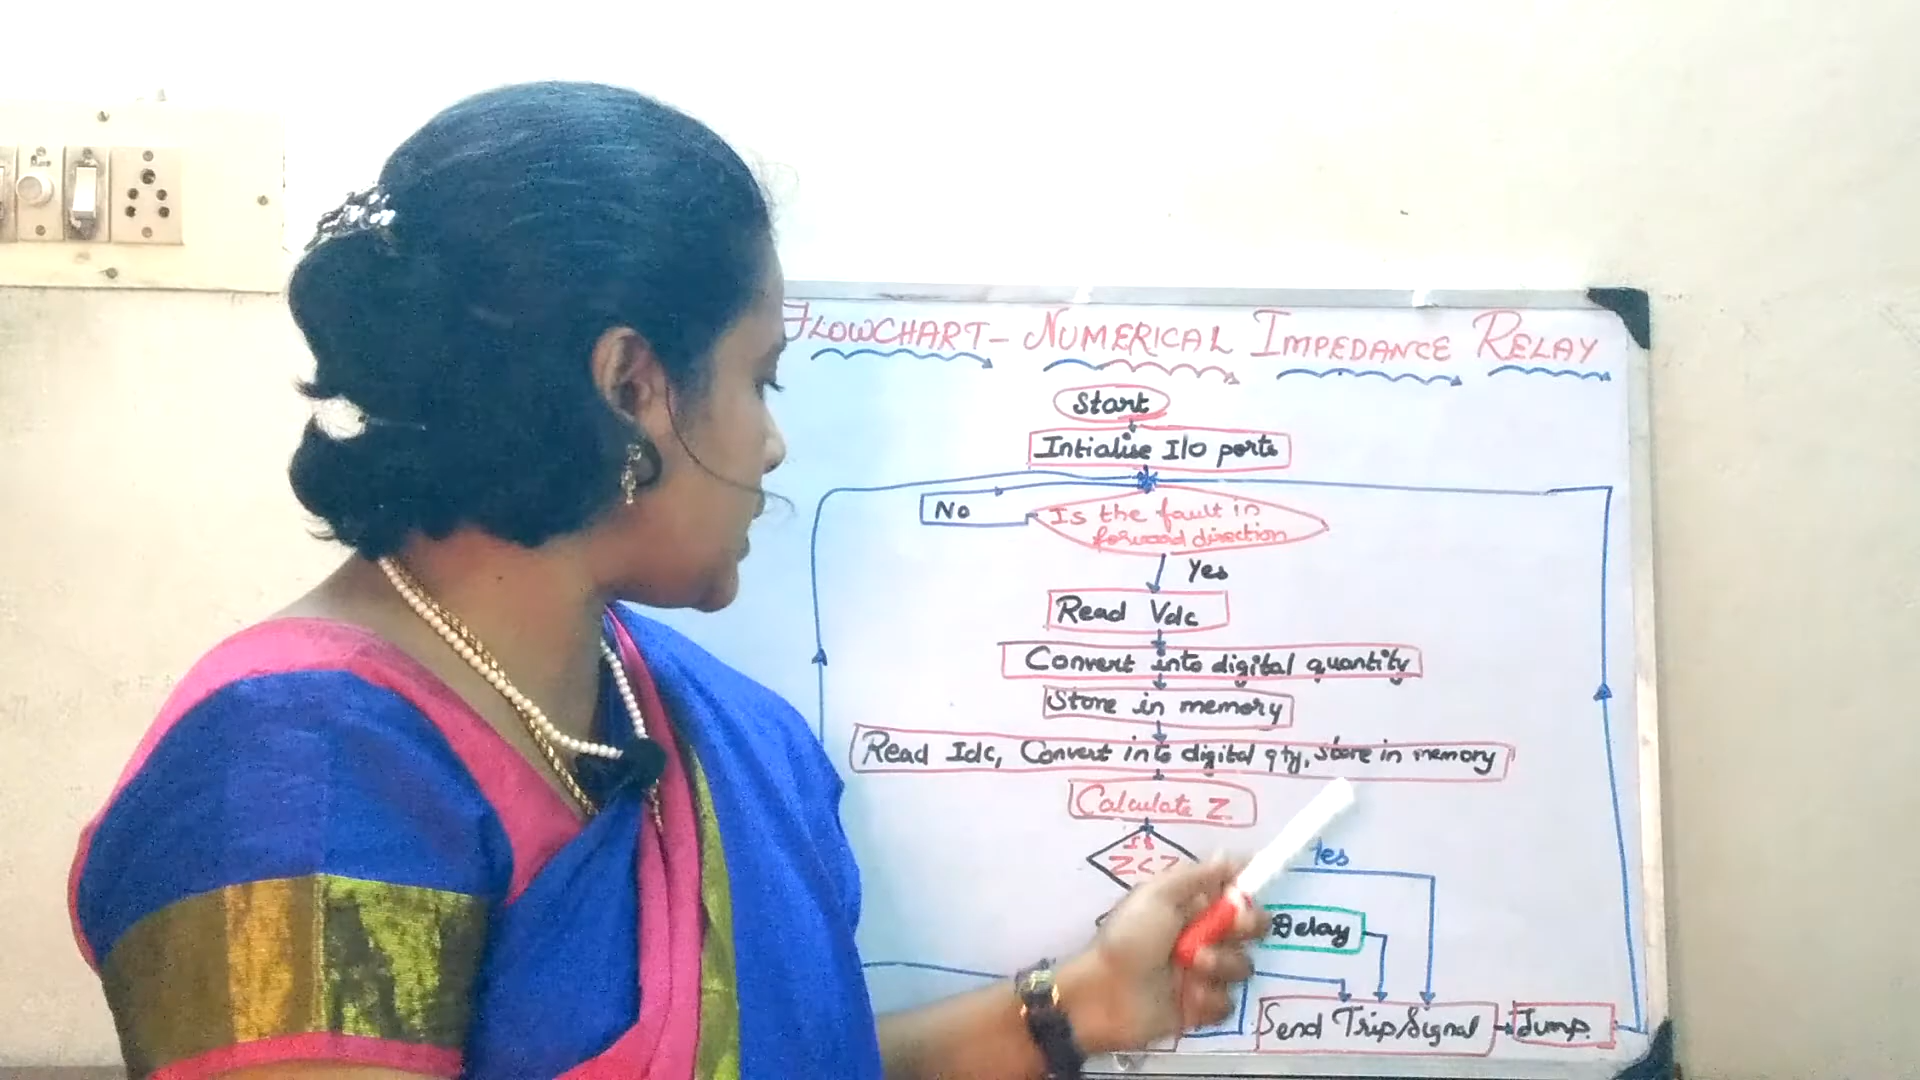 FLOWCHART - NUMERICAL IMPEDANCE RELAY
Start
Intialise I/O ports
No
Is the fault in
forward direction
Yes
Read Vdc
Convert into digital quantity
Store in memory
Read Idc, Convert into digital qty, store in memory
Calculate Z
Is
Z<Z
Yes
Delay
Send Trip Signal
Jump